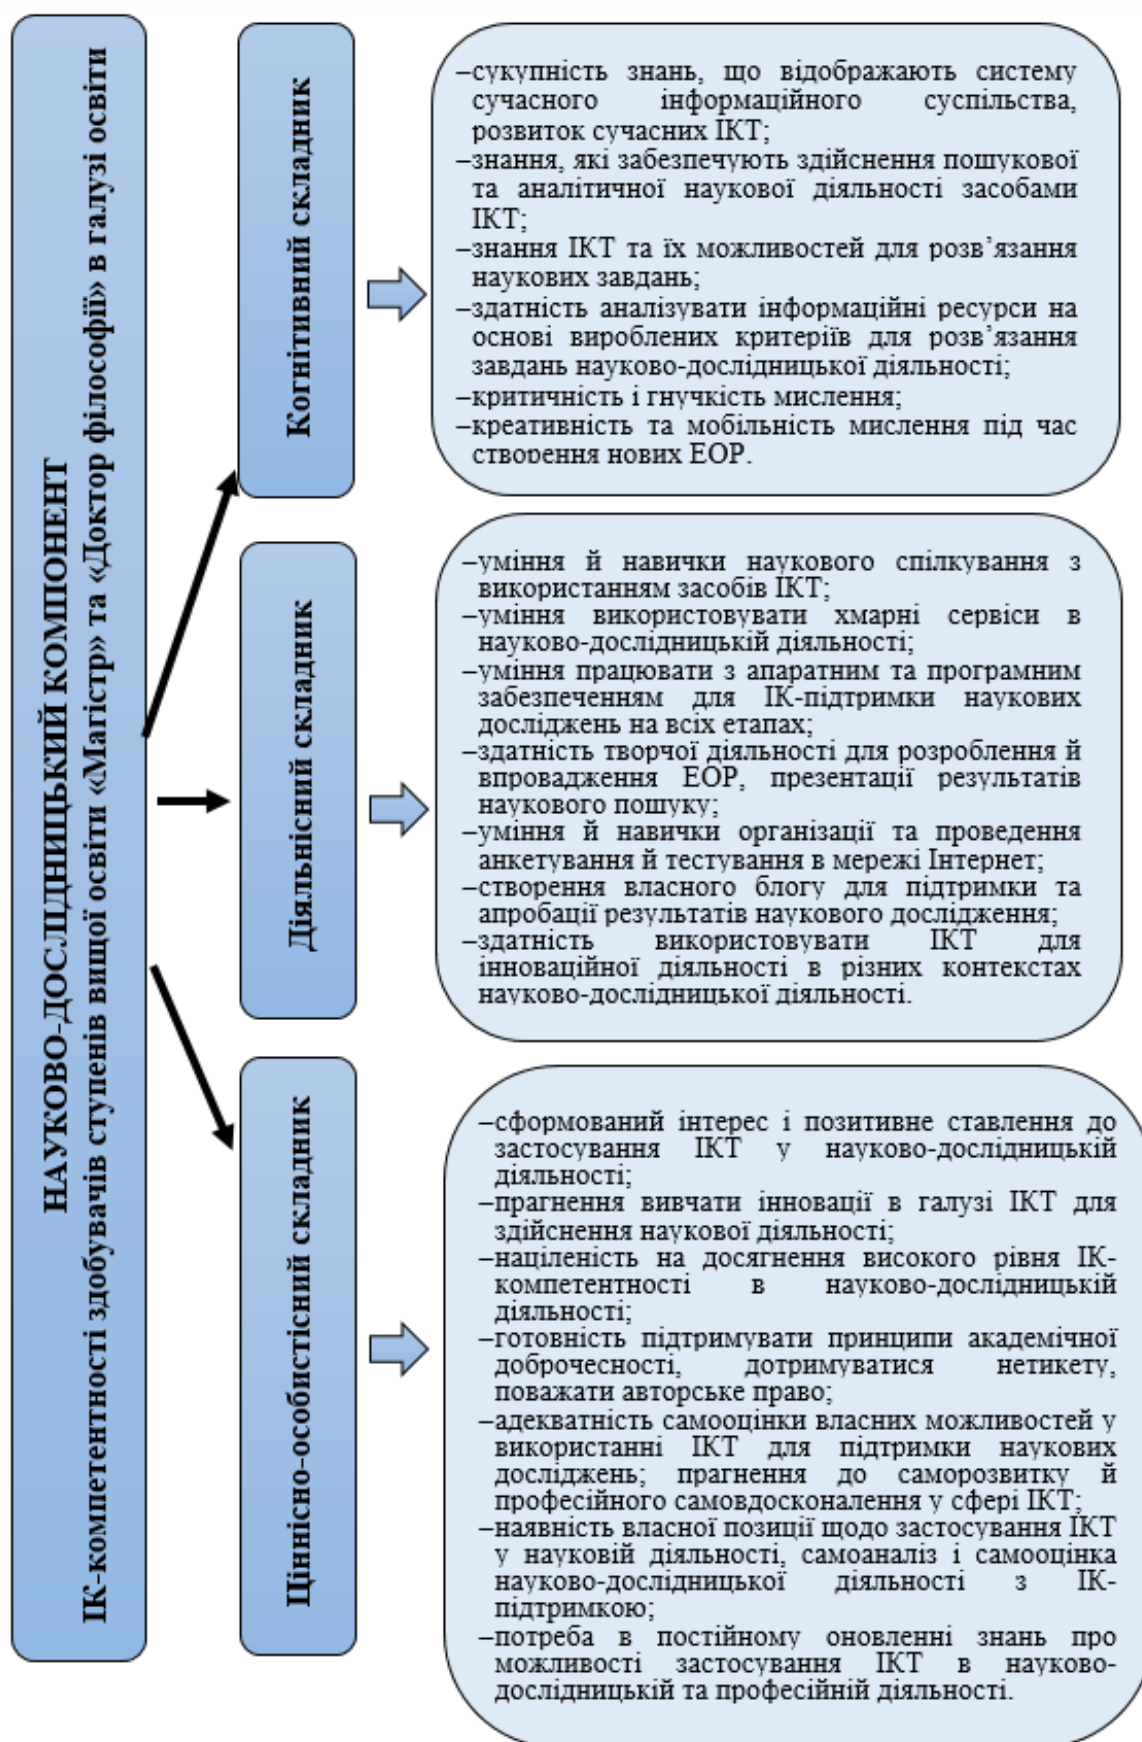 НАУКОВО-ДОСЛІДНИЦЬКИЙ КОМПОНЕНТ
ІК-компетентності здобувачів ступенів вищої освіти «Магістр» та «Доктор філософії» в галузі освіти
Когнітивний складник
–сукупність знань, що відображають систему
сучасного інформаційного суспільства,
розвиток сучасних ІКТ;
–знання, які забезпечують здійснення пошукової
та аналітичної наукової діяльності засобами
ІКТ;
–знання ІКТ та їх можливостей для розв’язання
наукових завдань;
–здатність аналізувати інформаційні ресурси на
основі вироблених критеріїв для розв’язання
завдань науково-дослідницької діяльності;
–критичність і гнучкість мислення;
–креативність та мобільність мислення під час
створення нових ЕОР.
Діяльнісний складник
–уміння й навички наукового спілкування з
використанням засобів ІКТ;
–уміння використовувати хмарні сервіси в
науково-дослідницькій діяльності;
–уміння працювати з апаратним та програмним
забезпеченням для ІК-підтримки наукових
досліджень на всіх етапах;
–здатність творчої діяльності для розроблення й
впровадження ЕОР, презентації результатів
наукового пошуку;
–уміння й навички організації та проведення
анкетування й тестування в мережі Інтернет;
–створення власного блогу для підтримки та
апробації результатів наукового дослідження;
–здатність використовувати ІКТ для
інноваційної діяльності в різних контекстах
науково-дослідницької діяльності.
Ціннісно-особистісний складник
–сформований інтерес і позитивне ставлення до
застосування ІКТ у науково-дослідницькій
діяльності;
–прагнення вивчати інновації в галузі ІКТ для
здійснення наукової діяльності;
–націленість на досягнення високого рівня ІК-
компетентності в науково-дослідницькій
діяльності;
–готовність підтримувати принципи академічної
доброчесності, дотримуватися нетикету,
поважати авторське право;
–адекватність самооцінки власних можливостей у
використанні ІКТ для підтримки наукових
досліджень; прагнення до саморозвитку й
професійного самовдосконалення у сфері ІКТ;
–наявність власної позиції щодо застосування ІКТ
у науковій діяльності, самоаналіз і самооцінка
науково-дослідницької діяльності з ІК-
підтримкою;
–потреба в постійному оновленні знань про
можливості застосування ІКТ в науково-
дослідницькій та професійній діяльності.